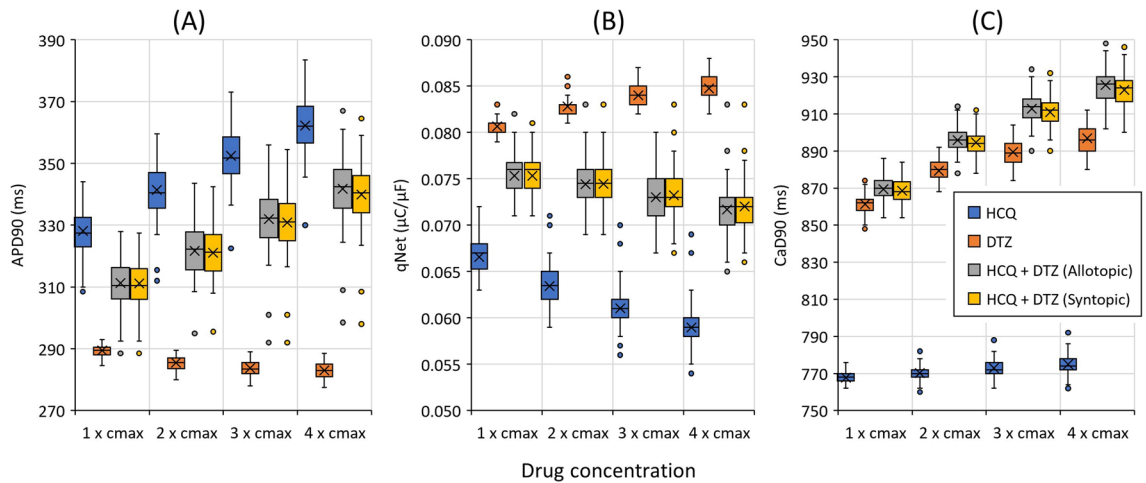 (A)
390
370
350
330
310
290
270
APD90 (ms)
1 x cmax 2 x cmax 3 x cmax 4 x cmax
(B)
0.090
0.085
0.080
0.075
0.070
0.065
0.060
0.055
0.050
qNet (µC/µF)
1 x cmax 2 x cmax 3 x cmax 4 x cmax
(C)
950
930
910
890
870
850
830
810
790
770
750
CaD90 (ms)
1 x cmax 2 x cmax 3 x cmax 4 x cmax
HCQ
DTZ
HCQ + DTZ (Allotopic)
HCQ + DTZ (Syntopic)
Drug concentration